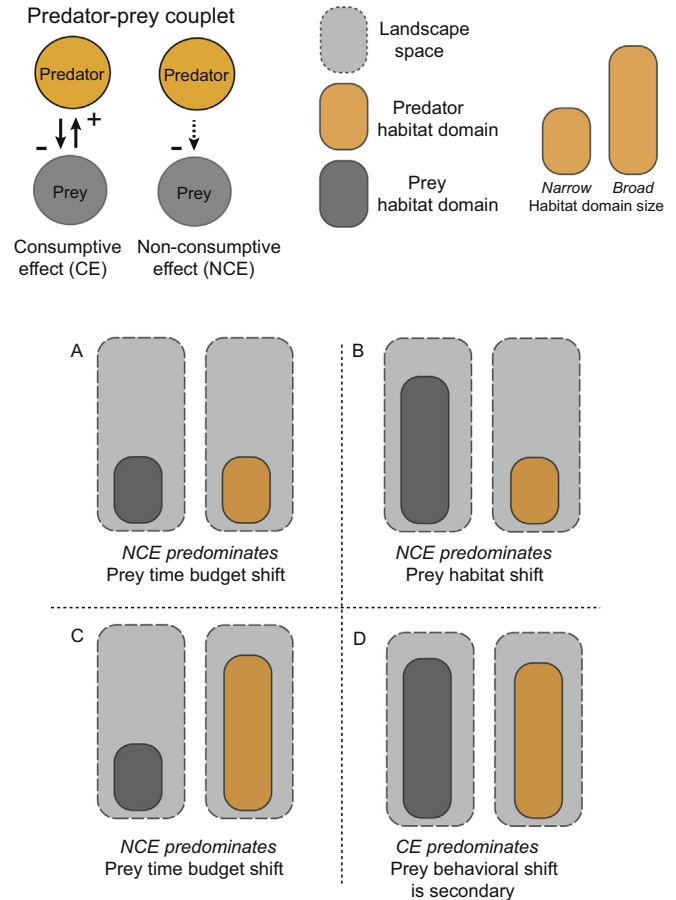 Predator-prey couplet
Predator
Predator
- +
-
Prey
Prey
Consumptive
effect (CE)
Non-consumptive
effect (NCE)
Landscape
space
Predator
habitat domain
Prey
habitat domain
Narrow Broad
Habitat domain size
A
NCE predominates
Prey time budget shift
B
NCE predominates
Prey habitat shift
C
NCE predominates
Prey time budget shift
D
CE predominates
Prey behavioral shift
is secondary